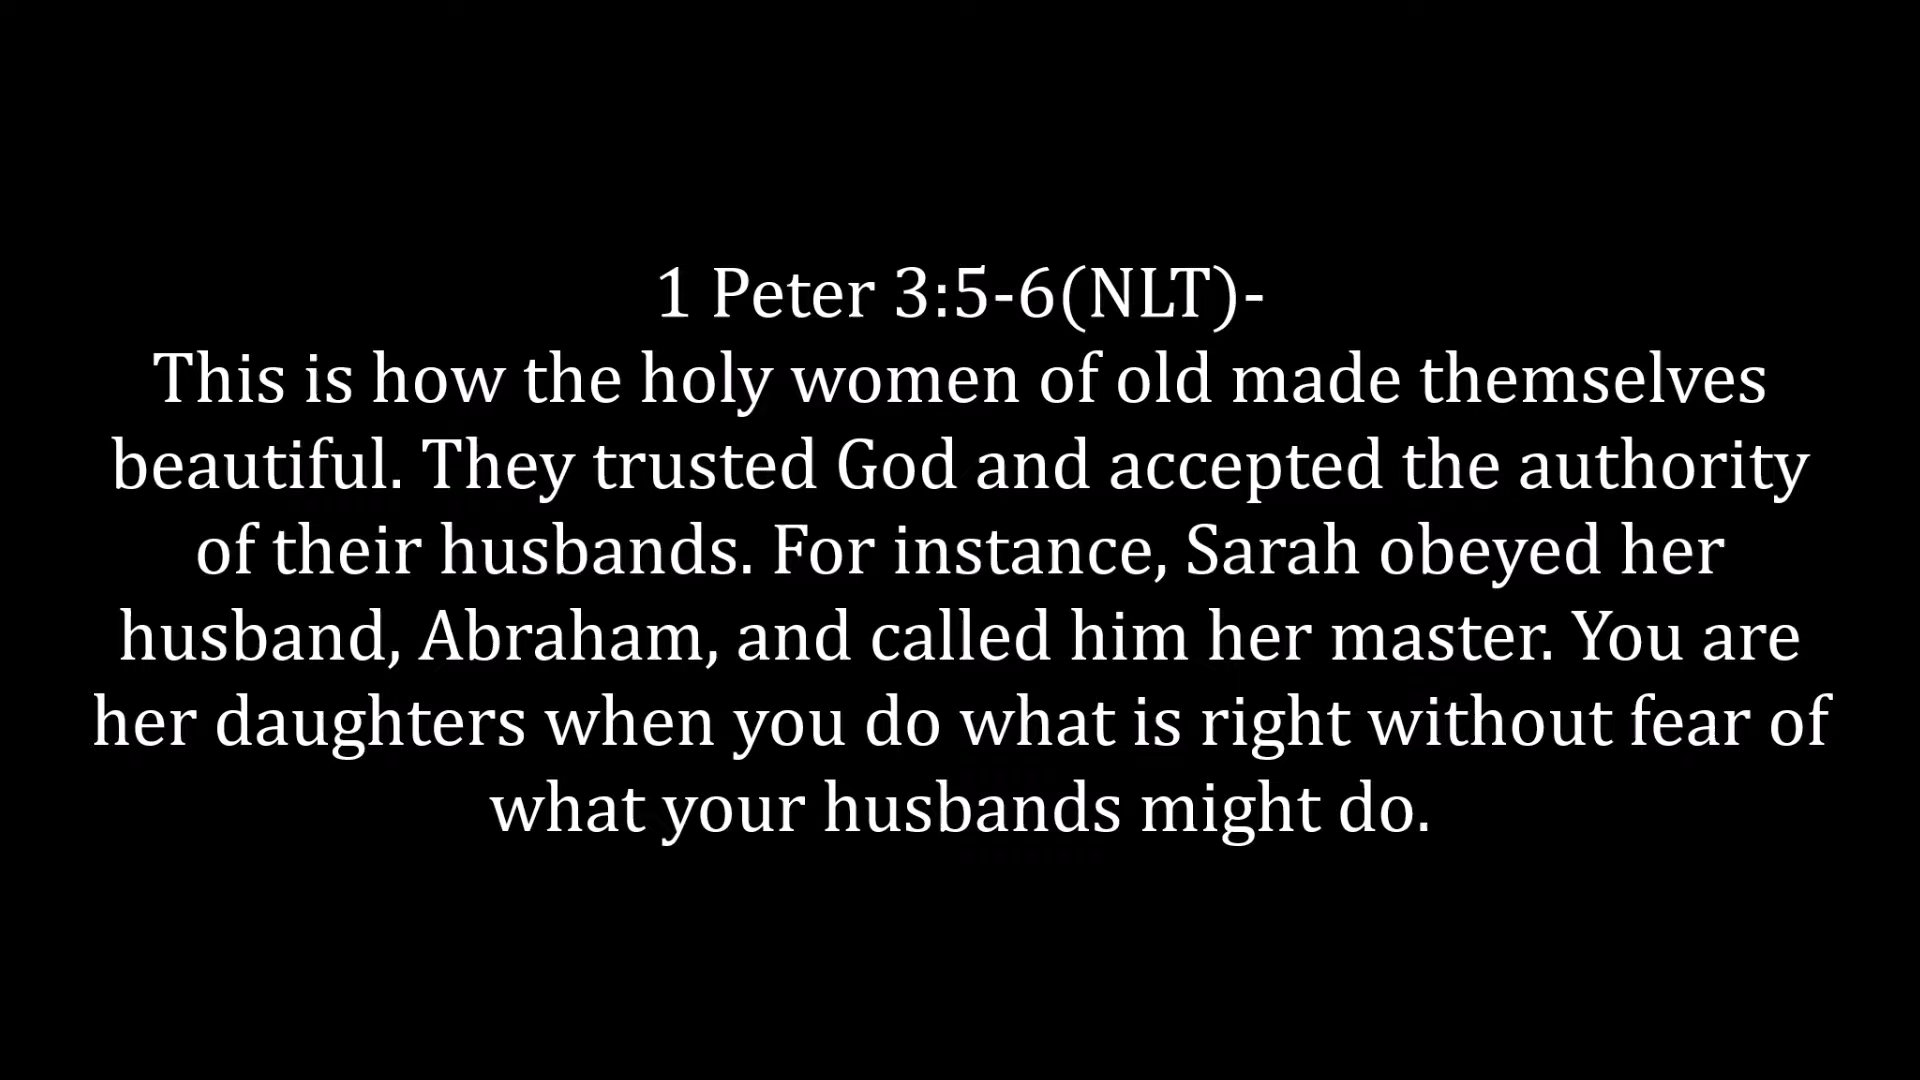 1 Peter 3:5-6(NLT)-
This is how the holy women of old made themselves
beautiful. They trusted God and accepted the authority
of their husbands. For instance, Sarah obeyed her
husband, Abraham, and called him her master. You are
her daughters when you do what is right without fear of
what your husbands might do.